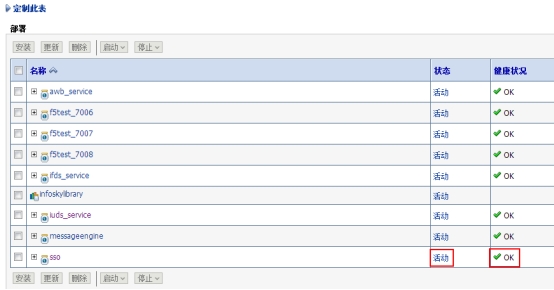 定制此表
部署
安装 更新 删除 启动 停止
名称 状态 健康状况
awb_service 活动 OK
f5test_7006 活动 OK
f5test_7007 活动 OK
f5test_7008 活动 OK
ifds_service 活动 OK
infoskylibrary 活动
iuds_service 活动 OK
messageengine 活动 OK
sso 活动 OK
安装 更新 删除 启动 停止